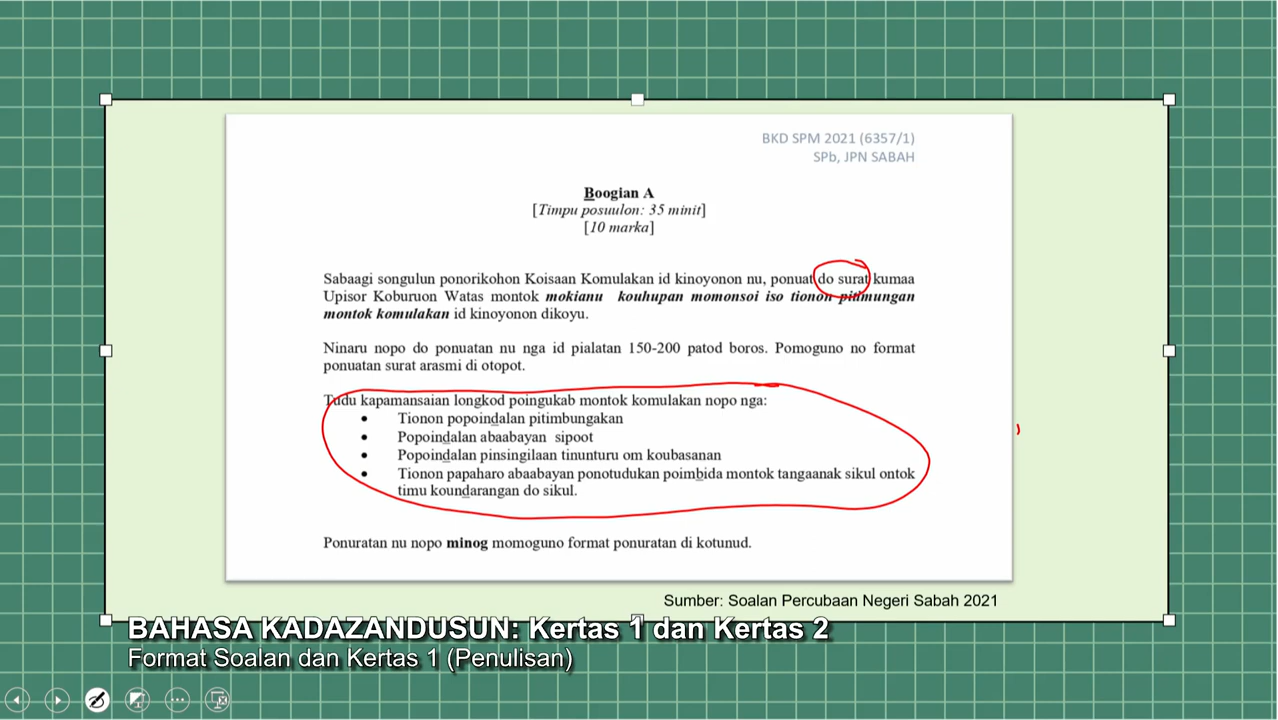 BKD SPM 2021 (6357/1)
SPb, JPN SABAH
Boogian A
[Timpu posuulon: 35 minit]
[10 marka]
Sabaagi songulun ponorikohon Koisaan Komulakan id kinoyonon nu, ponuat do surat kumaa
Upisor Koburuon Watas montok mokianu kouhupan momonsoi iso tionon pitimungan
montok komulakan id kinoyonon dikoyu.
Ninaru nopo do ponuatan nu nga id pialatan 150-200 patod boros. Pomoguno no format
ponuatan surat arasmi di otopot.
Tudu kapamansaian longkod poingukab montok komulakan nopo nga:
• Tionon popoindalan pitimbungakan
• Popoindalan abaabayan sipoot
• Popoindalan pinsingilaan tinunturu om koubasanan
• Tionon papaharo abaabayan ponotudukan poimbida montok tangaanak sikul ontok
timu koundarangan do sikul.
Ponuratan nu nopo minog momoguno format ponuratan di kotunud.
Sumber: Soalan Percubaan Negeri Sabah 2021
BAHASA KADAZANDUSUN: Kertas 1 dan Kertas 2
Format Soalan dan Kertas 1 (Penulisan)